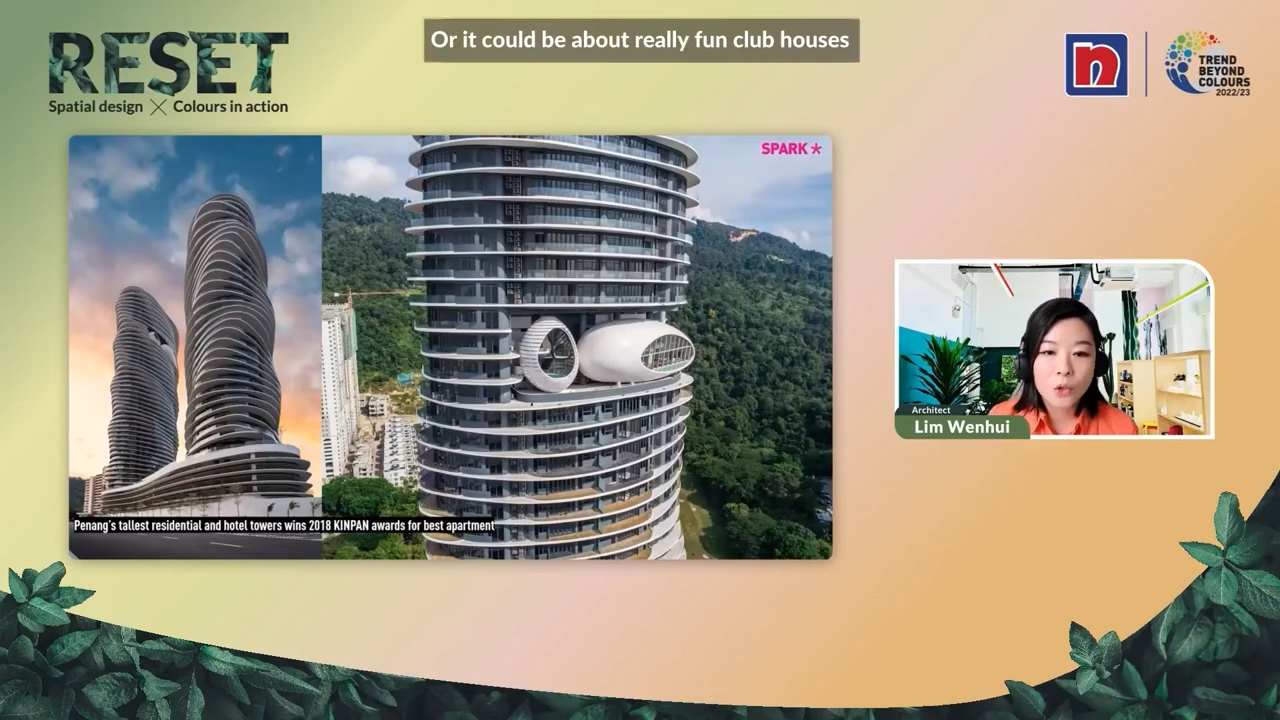 RESET
Spatial design X Colours in action
Or it could be about really fun club houses
n
TREND
BEYOND
COLOURS
2022/23
SPARK*
Penang's tallest residential and hotel towers wins 2018 KINPAN awards for best apartment
Architect
Lim Wenhui